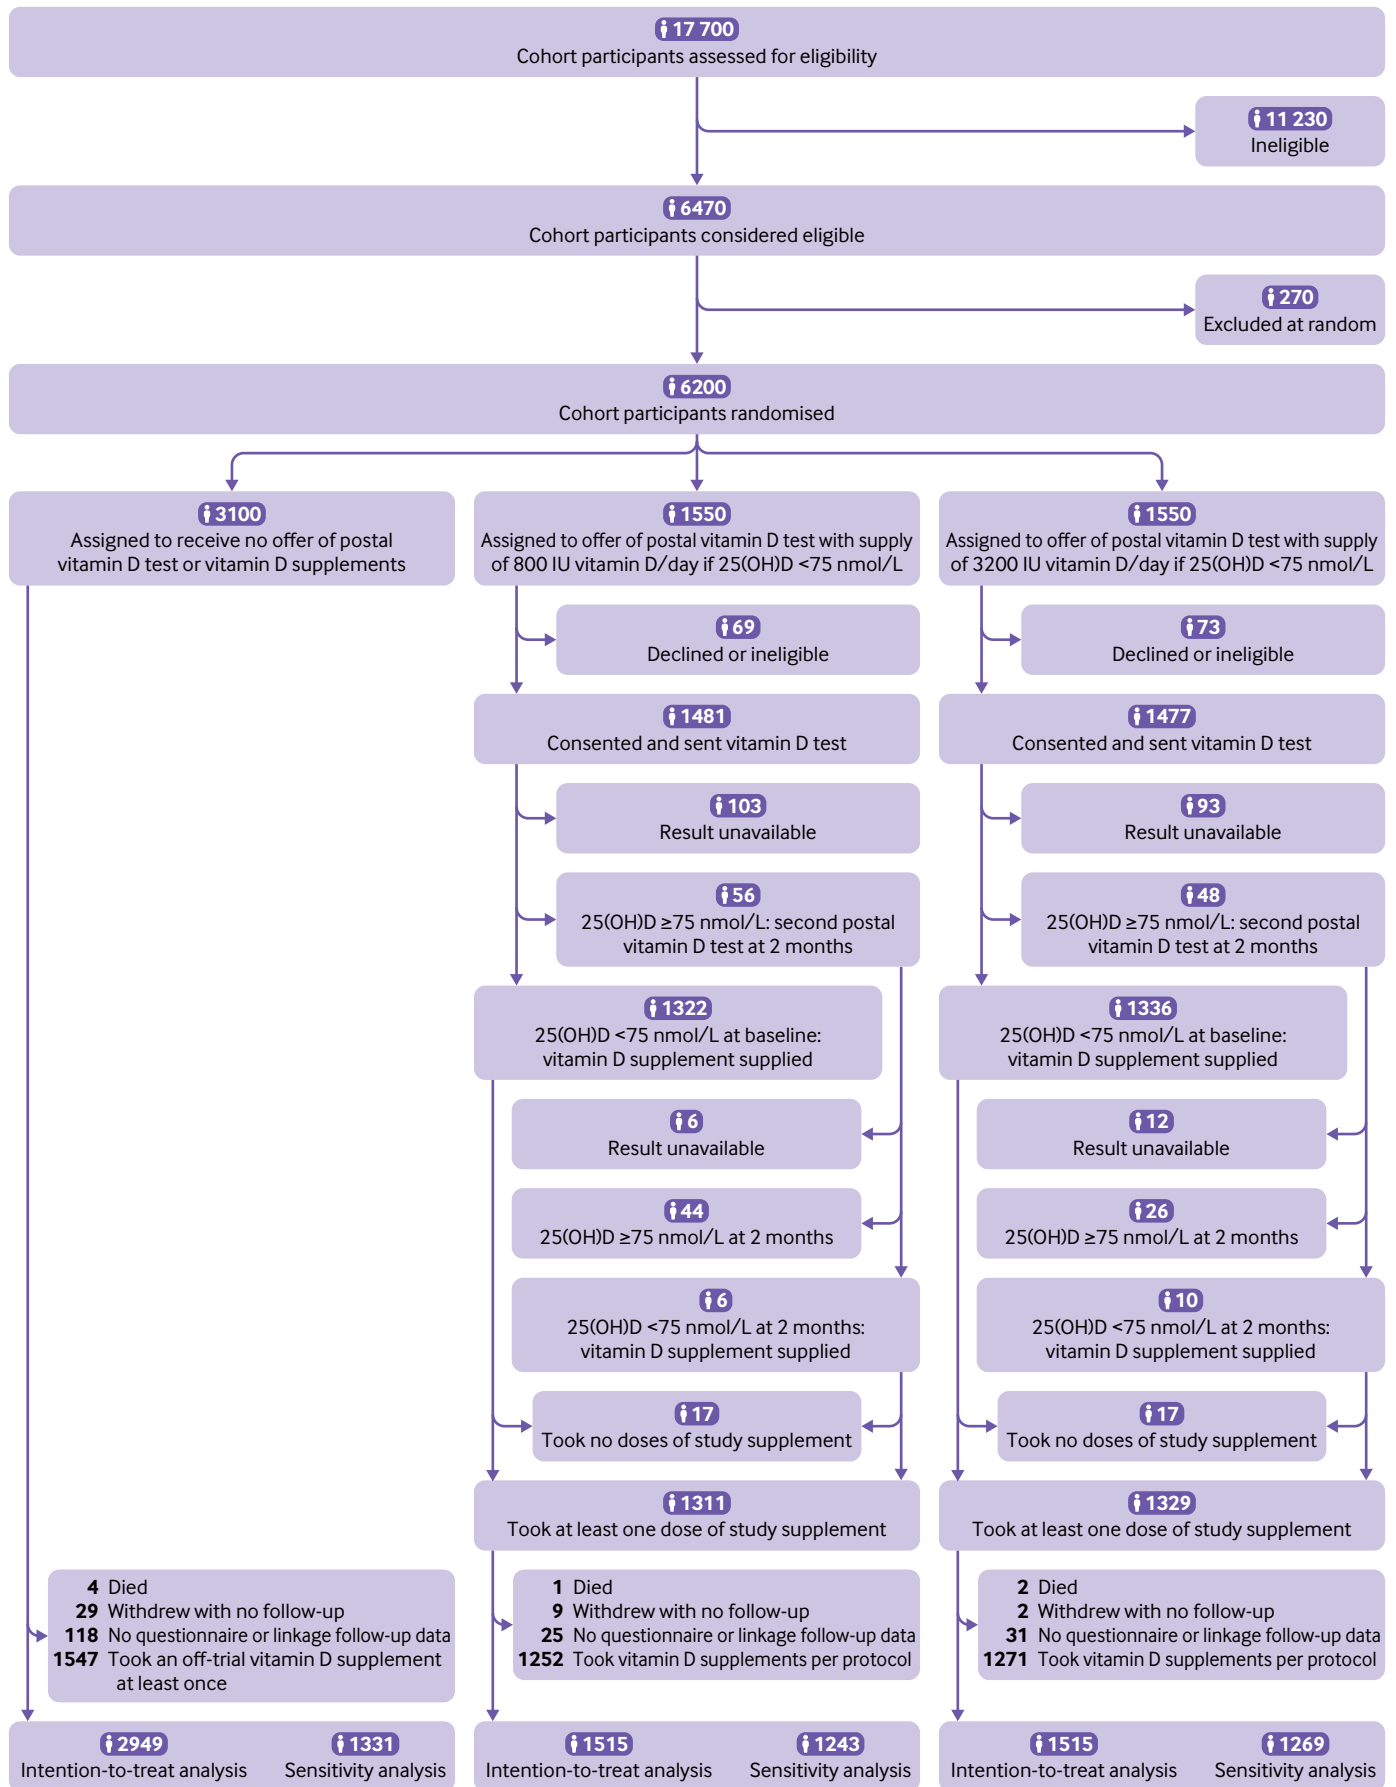 17 700
Cohort participants assessed for eligibility
11 230
Ineligible
6470
Cohort participants considered eligible
270
Excluded at random
6200
Cohort participants randomised
3100
Assigned to receive no offer of postal
vitamin D test or vitamin D supplements
1550
Assigned to offer of postal vitamin D test with supply
of 800 IU vitamin D/day if 25(OH)D <75 nmol/L
1550
Assigned to offer of postal vitamin D test with supply
of 3200 IU vitamin D/day if 25(OH)D <75 nmol/L
69
Declined or ineligible
73
Declined or ineligible
1481
Consented and sent vitamin D test
1477
Consented and sent vitamin D test
103
Result unavailable
93
Result unavailable
56
25(OH)D ≥75 nmol/L: second postal
vitamin D test at 2 months
48
25(OH)D ≥75 nmol/L: second postal
vitamin D test at 2 months
1322
25(OH)D <75 nmol/L at baseline:
vitamin D supplement supplied
1336
25(OH)D <75 nmol/L at baseline:
vitamin D supplement supplied
6
Result unavailable
12
Result unavailable
44
25(OH)D ≥75 nmol/L at 2 months
26
25(OH)D ≥75 nmol/L at 2 months
6
25(OH)D <75 nmol/L at 2 months:
vitamin D supplement supplied
10
25(OH)D <75 nmol/L at 2 months:
vitamin D supplement supplied
17
Took no doses of study supplement
17
Took no doses of study supplement
1311
Took at least one dose of study supplement
1329
Took at least one dose of study supplement
4 Died
29 Withdrew with no follow-up
118 No questionnaire or linkage follow-up data
1547 Took an off-trial vitamin D supplement
at least once
1 Died
9 Withdrew with no follow-up
25 No questionnaire or linkage follow-up data
1252 Took vitamin D supplements per protocol
2 Died
2 Withdrew with no follow-up
31 No questionnaire or linkage follow-up data
1271 Took vitamin D supplements per protocol
2949
Intention-to-treat analysis
1331
Sensitivity analysis
1515
Intention-to-treat analysis
1243
Sensitivity analysis
1515
Intention-to-treat analysis
1269
Sensitivity analysis